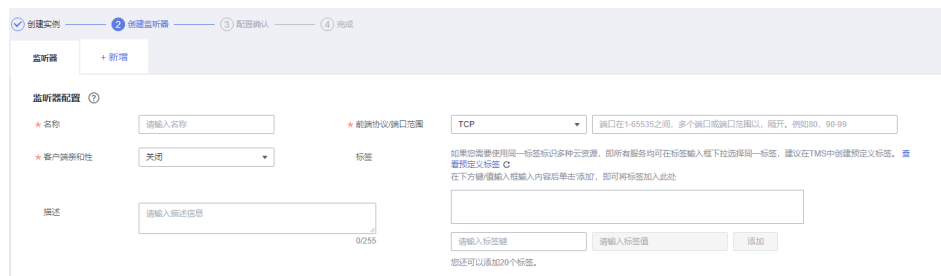 创建实例 2 创建监听器 3 配置确认 4 完成
监听器 + 新增
监听器配置 ?
* 名称 请输入名称 * 前端协议/端口范围 TCP 端口在1-65535之间，多个端口或端口范围以，隔开。例如80，90-99
* 客户端亲和性 关闭 标签 如果您需要使用同一标签标识多种云资源，即所有服务均可在标签输入框下拉选择同一标签，建议在TMS中创建预定义标签。 查
看预定义标签
在下方键/值输入框输入内容后单击'添加'，即可将标签加入此处
描述 请输入描述信息
0/255
请输入标签键 请输入标签值 添加
您还可以添加20个标签。